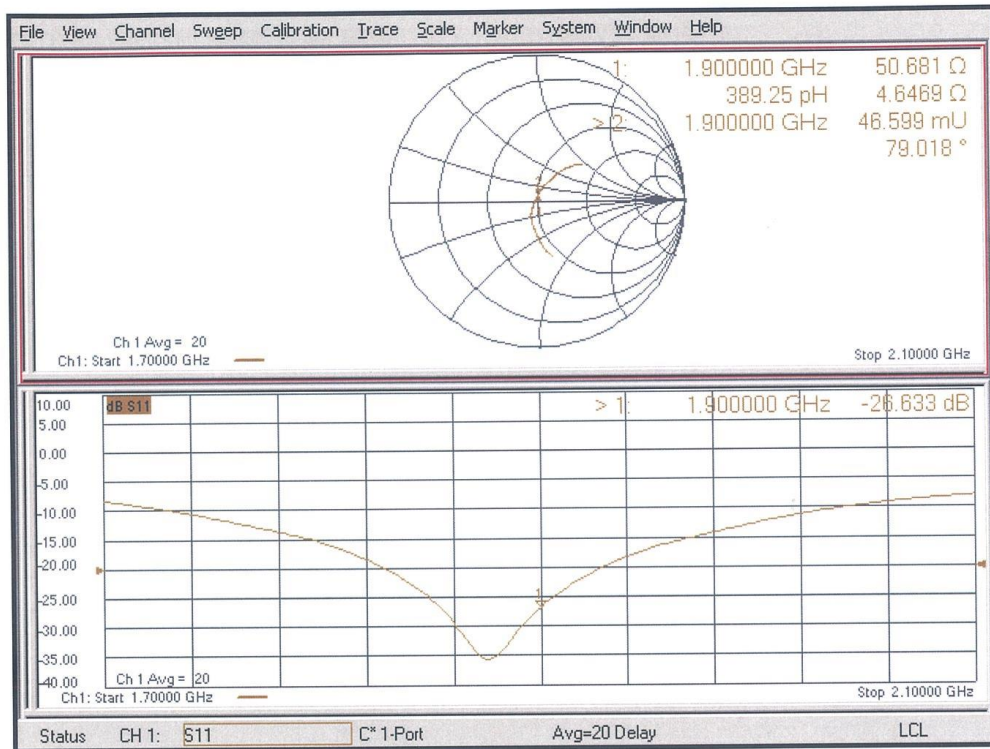 File View Channel Sweep Calibration Trace Scale Marker System Window Help
1: 1.900000 GHz 50.681 Ω
389.25 pH 4.6469 Ω
> 2: 1.900000 GHz 46.599 mU
79.018 °
Ch 1 Avg = 20
Ch1: Start 1.70000 GHz Stop 2.10000 GHz
10.00 dB S11 > 1: 1.900000 GHz -26.633 dB
5.00
0.00
-5.00
-10.00
-15.00
-20.00
-25.00 1
-30.00
-35.00
-40.00 Ch 1 Avg = 20
Ch1: Start 1.70000 GHz Stop 2.10000 GHz
Status CH 1: S11 C* 1-Port Avg=20 Delay LCL